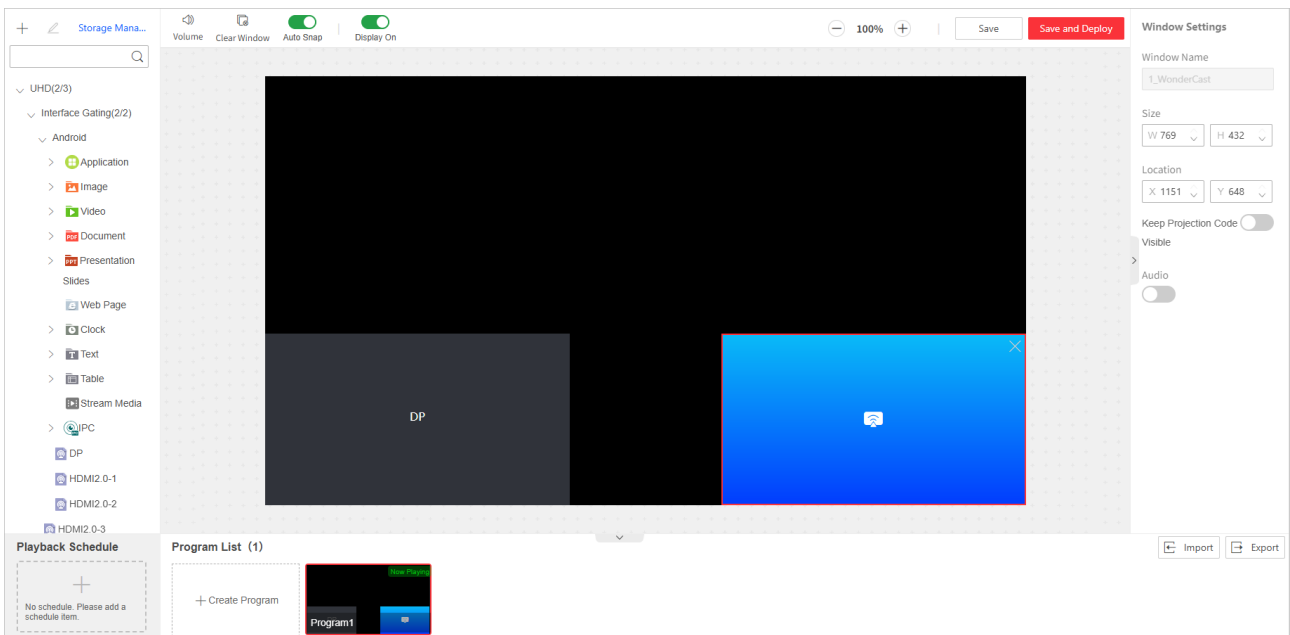 Storage Mana...
Volume
Clear Window
Auto Snap
Display On
100%
Save
Save and Deploy
UHD(2/3)
Interface Gating(2/2)
Android
Application
Image
Video
PDF Document
PPT Presentation
Slides
Web Page
Clock
T Text
Table
Stream Media
IPC
DP
HDMI2.0-1
HDMI2.0-2
HDMI2.0-3
DP
Window Settings
Window Name
1_WonderCast
Size
W 769
H 432
Location
X 1151
Y 648
Keep Projection Code
Visible
Audio
Playback Schedule
No schedule. Please add a
schedule item.
Program List（1）
Import
Export
Create Program
Now Playing
Program1